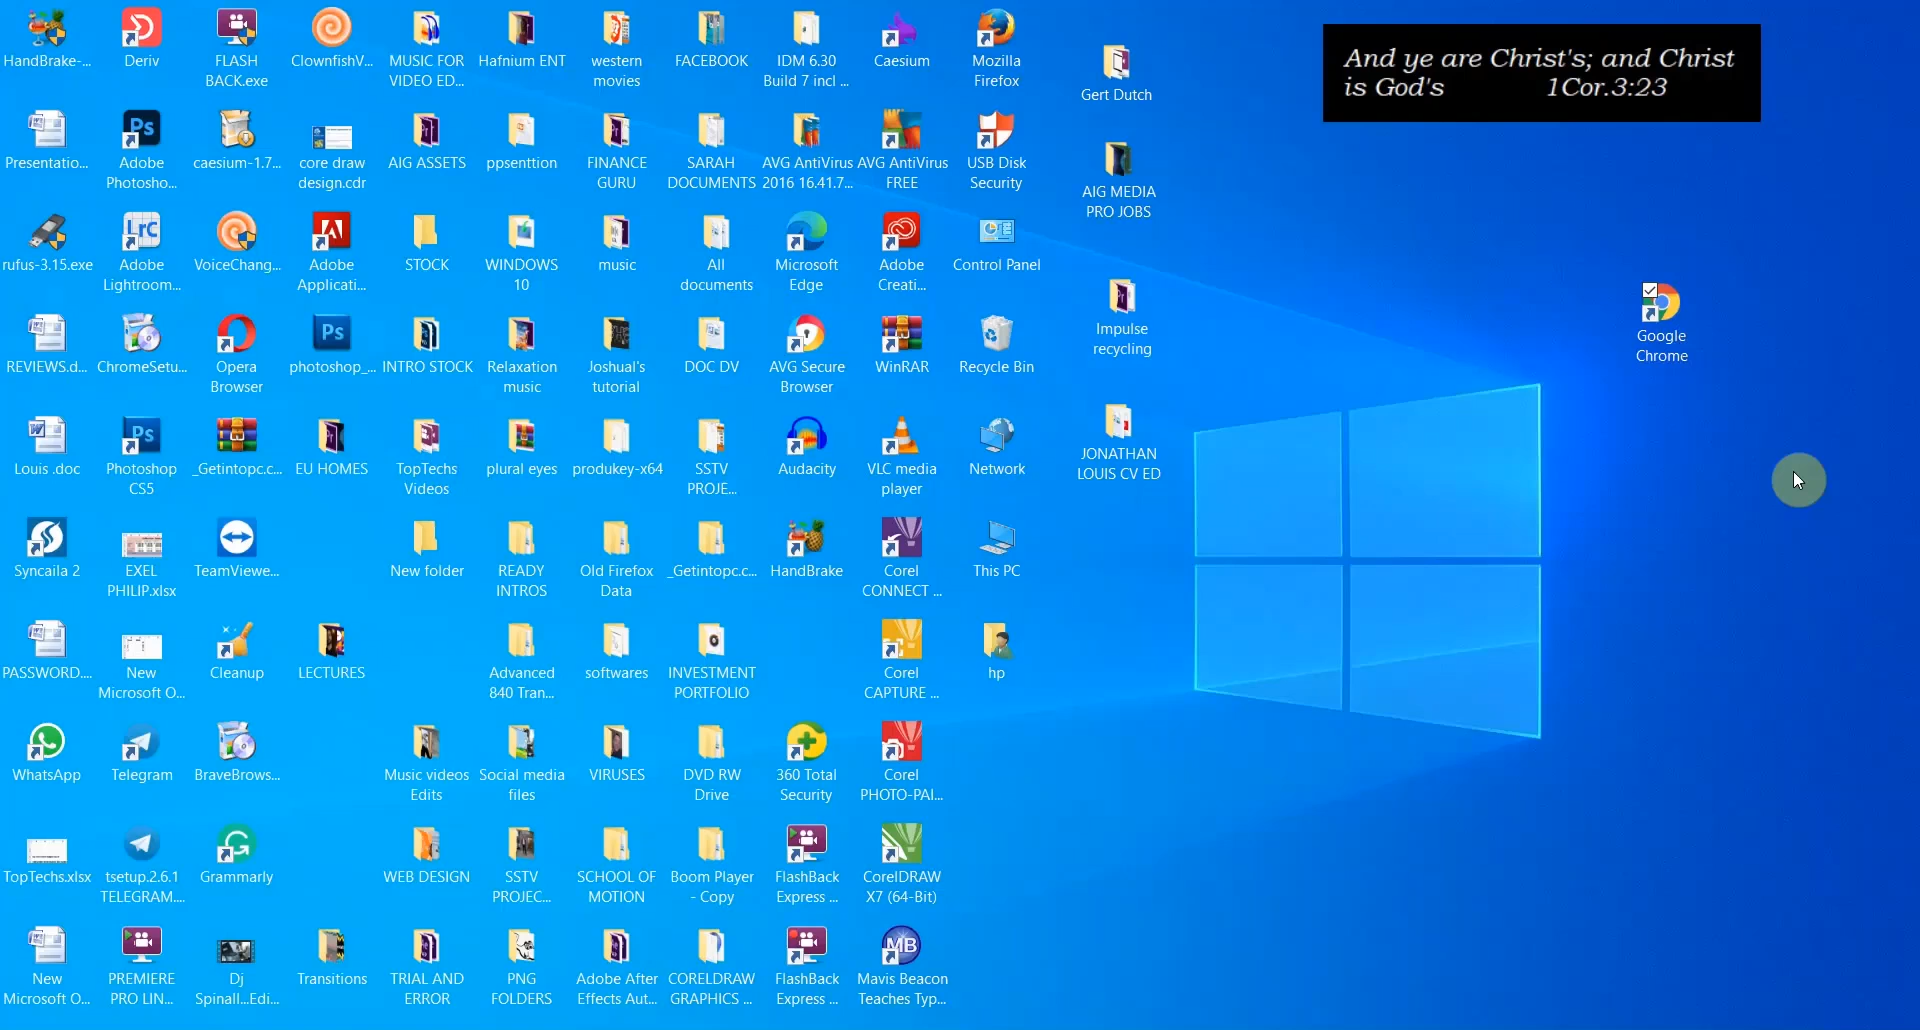 HandBrake-...
Deriv
FLASH
BACK.exe
ClownfishV...
MUSIC FOR
VIDEO ED...
Hafnium ENT
western
movies
FACEBOOK
IDM 6.30
Build 7 incl ...
Caesium
Mozilla
Firefox
Gert Dutch
And ye are Christ's; and Christ
is God's 1Cor.3:23
Presentatio...
Adobe
Photosho...
caesium-1.7...
core draw
design.cdr
AIG ASSETS
ppsenttion
FINANCE
GURU
SARAH
DOCUMENTS
AVG AntiVirus
2016 16.41.7...
AVG AntiVirus
FREE
USB Disk
Security
AIG MEDIA
PRO JOBS
rufus-3.15.exe
Adobe
Lightroom...
VoiceChang...
Adobe
Applicati...
STOCK
WINDOWS
10
music
All
documents
Microsoft
Edge
Adobe
Creati...
Control Panel
Impulse
recycling
Google
Chrome
REVIEWS.d...
ChromeSetu...
Opera
Browser
photoshop_...
INTRO STOCK
Relaxation
music
Joshual's
tutorial
DOC DV
AVG Secure
Browser
WinRAR
Recycle Bin
JONATHAN
LOUIS CV ED
Louis .doc
Photoshop
CS5
_Getintopc.c...
EU HOMES
TopTechs
Videos
plural eyes
produkey-x64
SSTV
PROJE...
Audacity
VLC media
player
Network
Syncaila 2
EXEL
PHILIP.xlsx
TeamViewe...
New folder
READY
INTROS
Old Firefox
Data
_Getintopc.c...
HandBrake
Corel
CONNECT ...
This PC
PASSWORD....
New
Microsoft O...
Cleanup
LECTURES
Advanced
840 Tran...
softwares
INVESTMENT
PORTFOLIO
Corel
CAPTURE ...
hp
WhatsApp
Telegram
BraveBrows...
Music videos
Edits
Social media
files
VIRUSES
DVD RW
Drive
360 Total
Security
Corel
PHOTO-PAI...
TopTechs.xlsx
tsetup.2.6.1
TELEGRAM....
Grammarly
WEB DESIGN
SSTV
PROJEC...
SCHOOL OF
MOTION
Boom Player
- Copy
FlashBack
Express ...
CorelDRAW
X7 (64-Bit)
New
Microsoft O...
PREMIERE
PRO LIN...
Dj
Spinall...Edi...
Transitions
TRIAL AND
ERROR
PNG
FOLDERS
Adobe After
Effects Aut...
CORELDRAW
GRAPHICS ...
FlashBack
Express ...
Mavis Beacon
Teaches Typ...